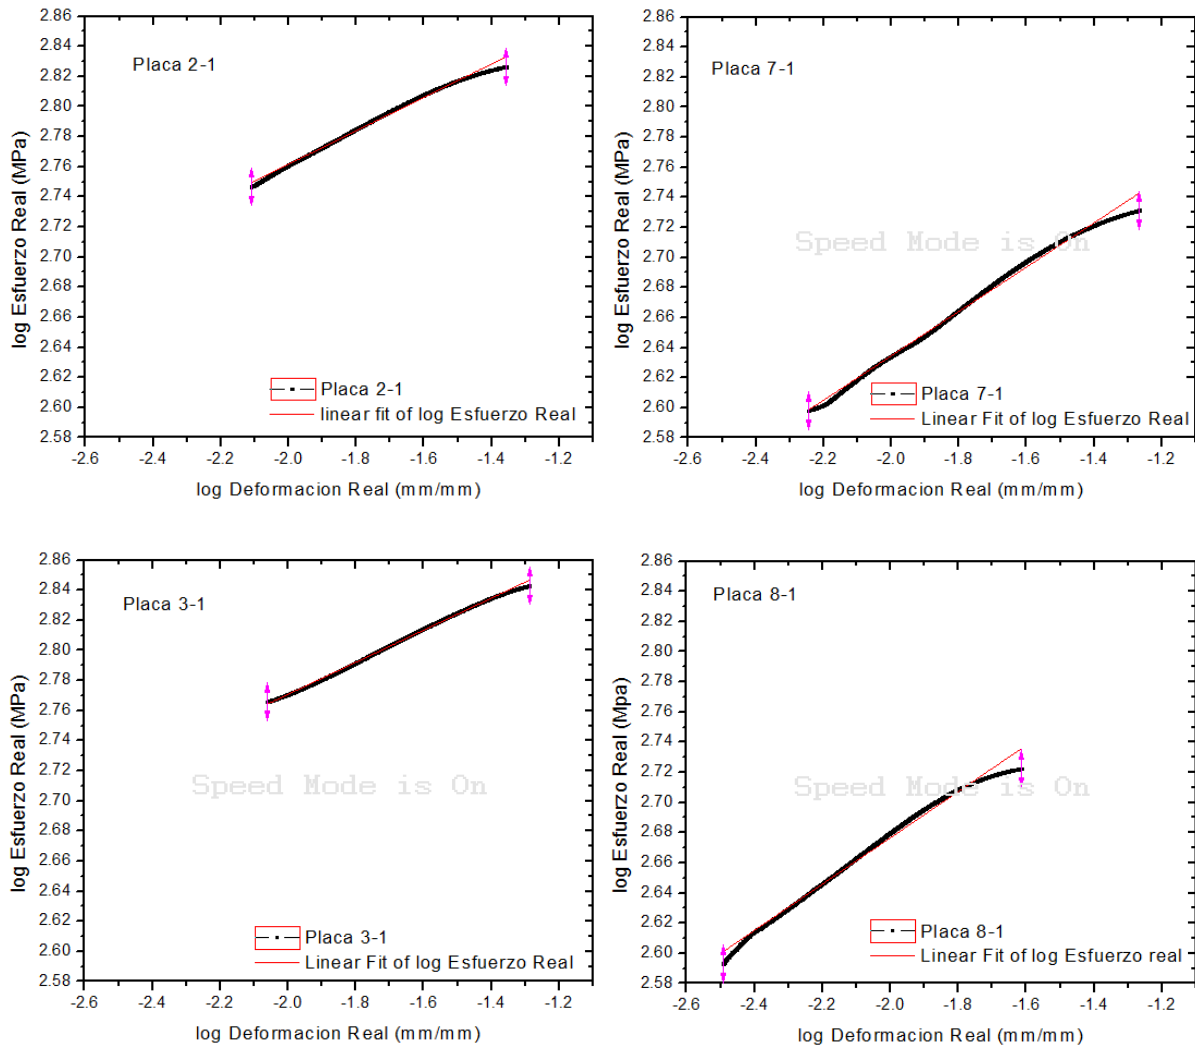 2.86
2.84
2.82
2.80
2.78
2.76
2.74
2.72
2.70
2.68
2.66
2.64
2.62
2.60
2.58
log Esfuerzo Real (MPa)
Placa 2-1
Placa 2-1
linear fit of log Esfuerzo Real
-2.6 -2.4 -2.2 -2.0 -1.8 -1.6 -1.4 -1.2
log Deformacion Real (mm/mm)
2.86
2.84
2.82
2.80
2.78
2.76
2.74
2.72
2.70
2.68
2.66
2.64
2.62
2.60
2.58
log Esfuerzo Real (MPa)
Placa 7-1
Speed Mode is On
Placa 7-1
Linear Fit of log Esfuerzo Real
-2.6 -2.4 -2.2 -2.0 -1.8 -1.6 -1.4 -1.2
log Deformacion Real (mm/mm)
2.86
2.84
2.82
2.80
2.78
2.76
2.74
2.72
2.70
2.68
2.66
2.64
2.62
2.60
2.58
log Esfuerzo Real (MPa)
Placa 3-1
Speed Mode is On
Placa 3-1
Linear Fit of log Esfuerzo Real
-2.6 -2.4 -2.2 -2.0 -1.8 -1.6 -1.4 -1.2
log Deformacion Real (mm/mm)
2.86
2.84
2.82
2.80
2.78
2.76
2.74
2.72
2.70
2.68
2.66
2.64
2.62
2.60
2.58
log Esfuerzo Real (Mpa)
Placa 8-1
Speed Mode is On
Placa 8-1
Linear Fit of log Esfuerzo real
-2.6 -2.4 -2.2 -2.0 -1.8 -1.6 -1.4 -1.2
log Deformacion Real (mm/mm)